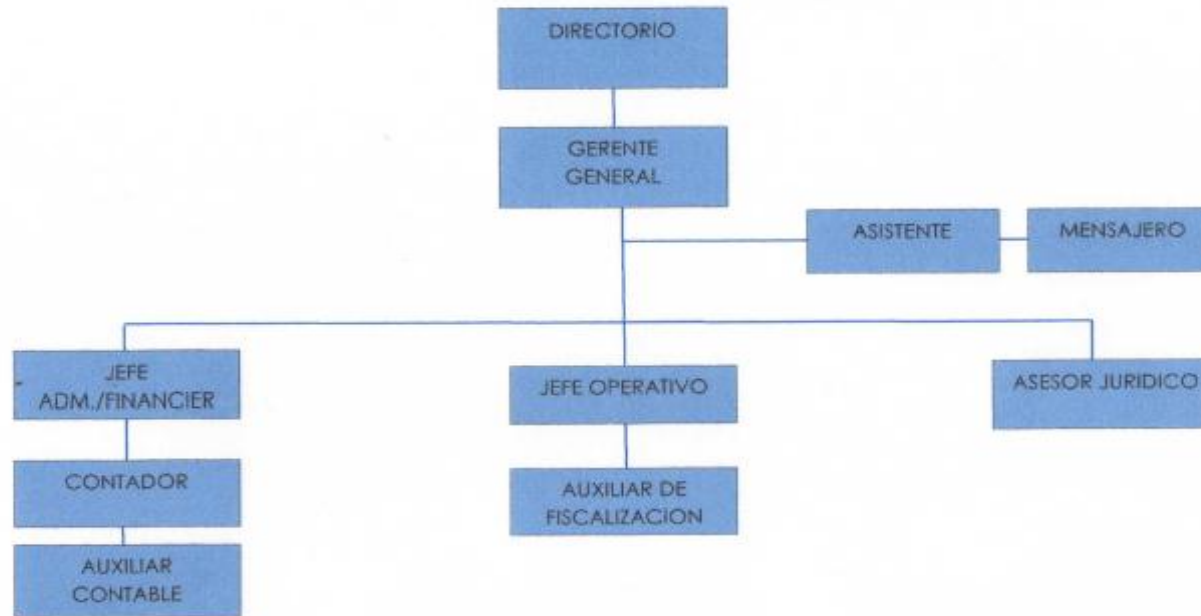 DIRECTORIO
GERENTE
GENERAL
ASISTENTE
MENSAJERO
JEFE
ADM./FINANCIER
JEFE OPERATIVO
ASESOR JURIDICO
CONTADOR
AUXILIAR DE
FISCALIZACION
AUXILIAR
CONTABLE